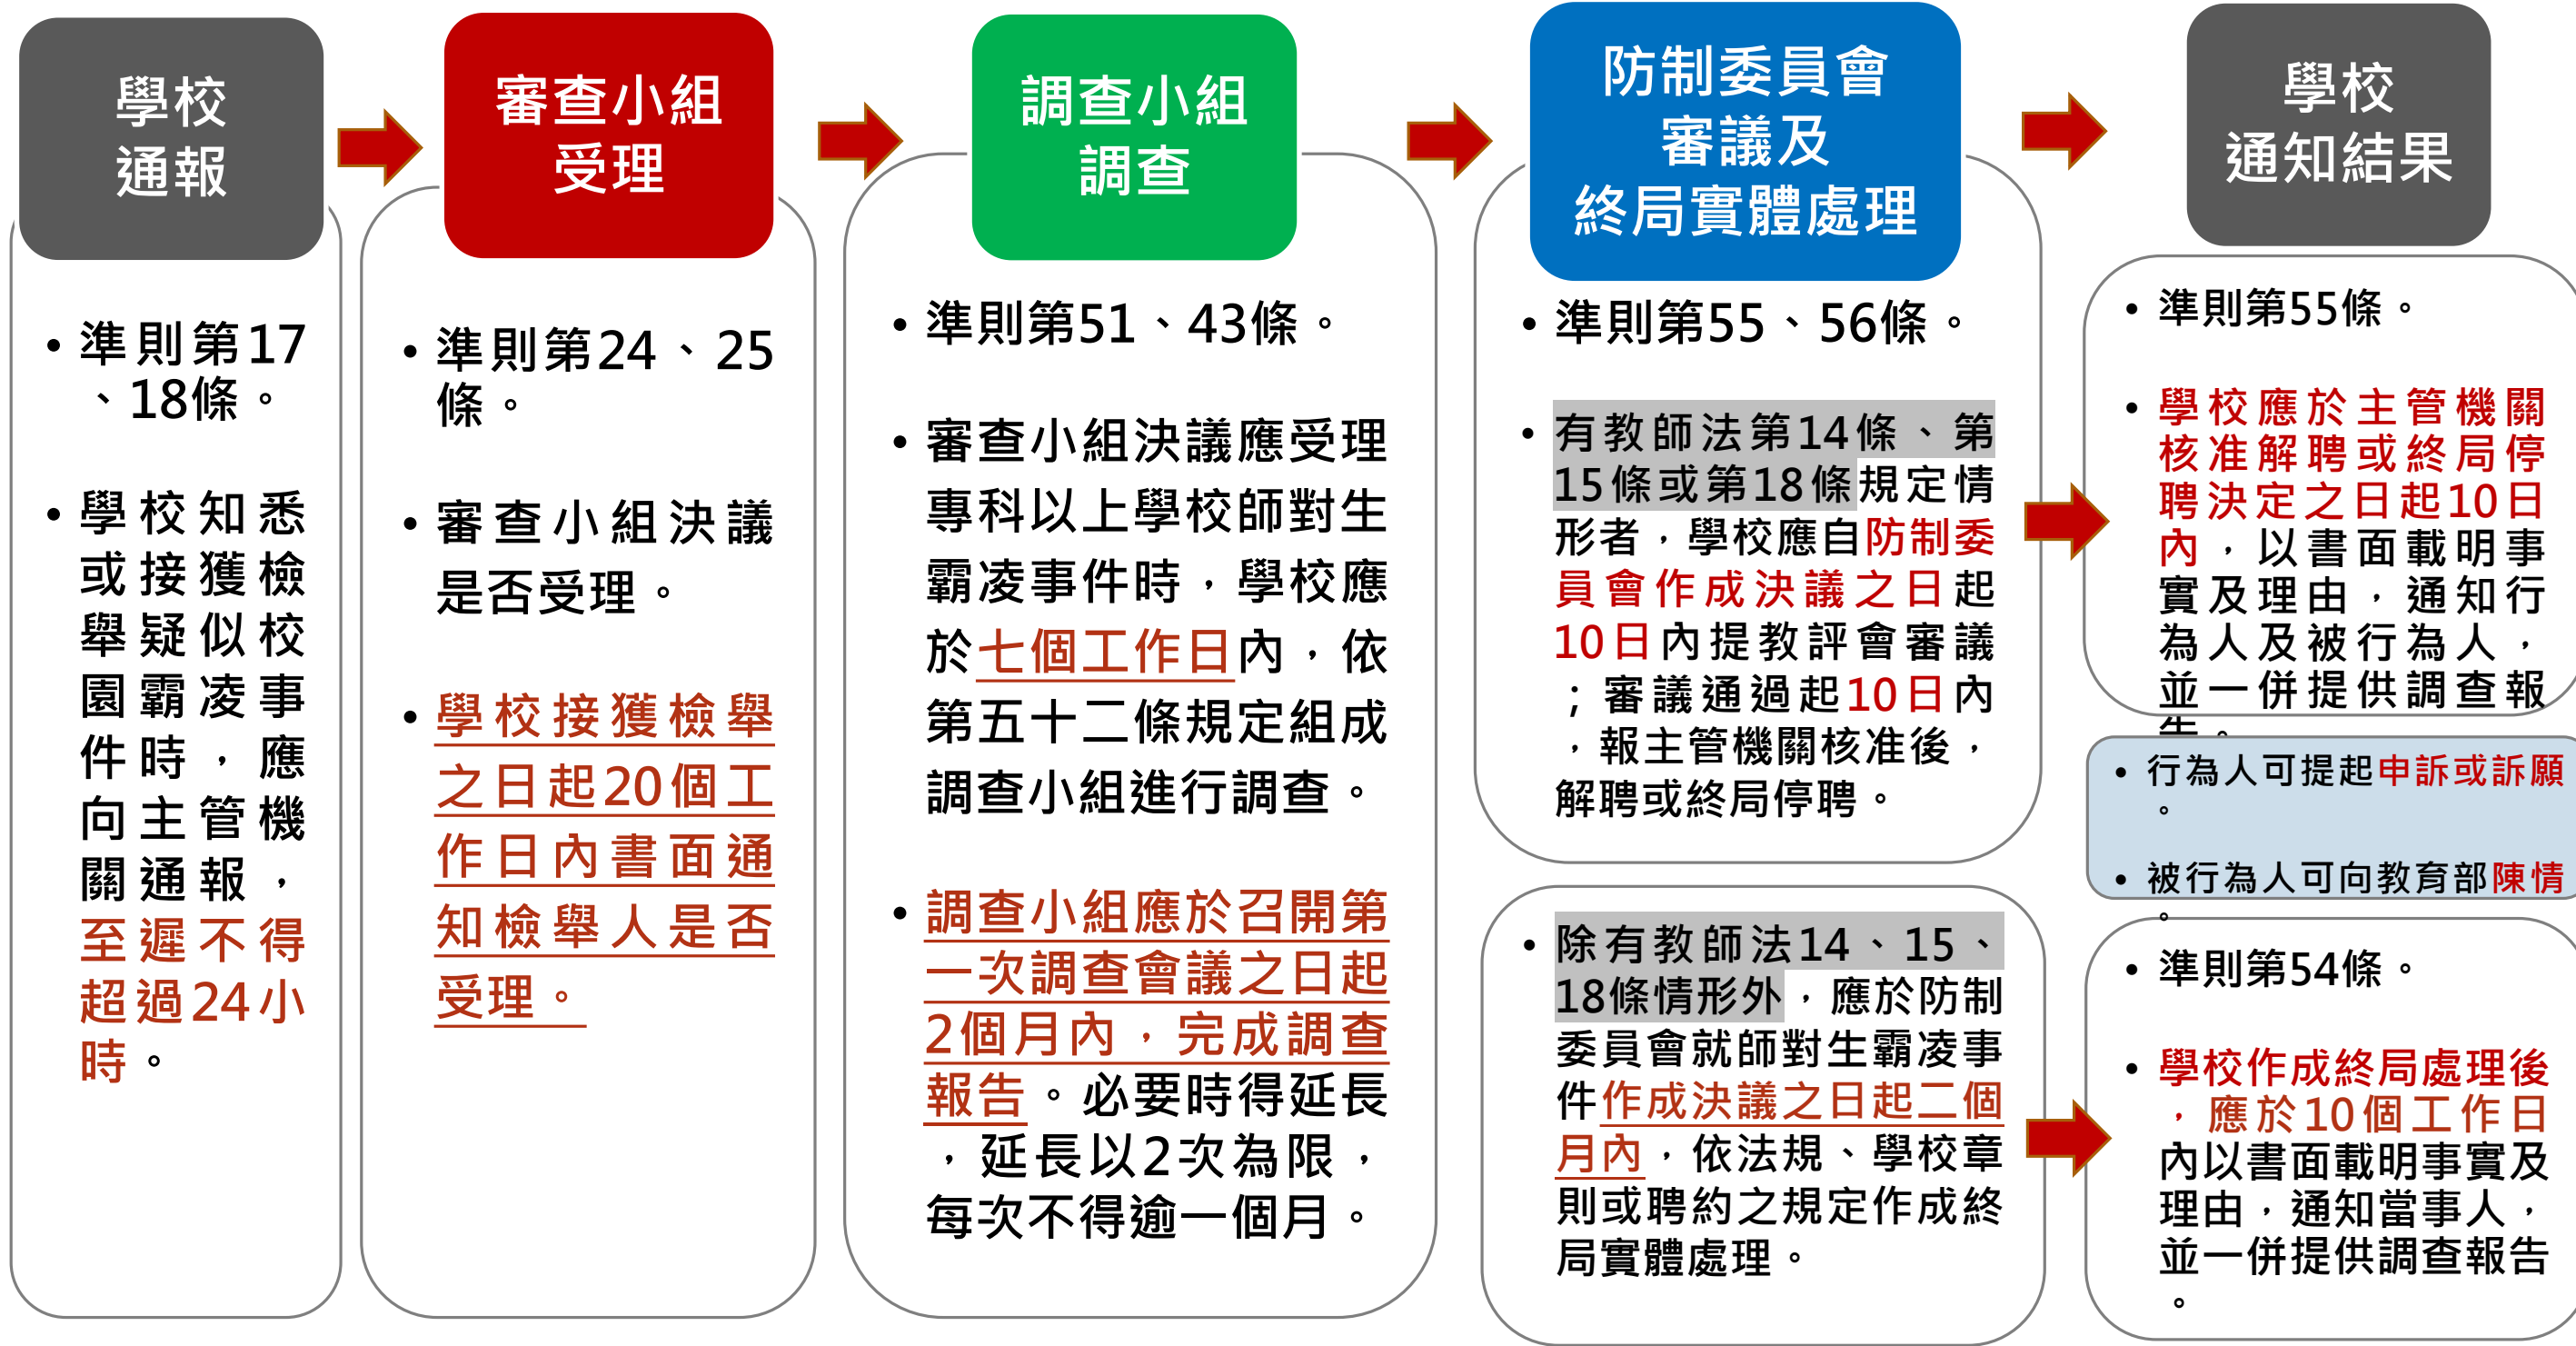 學校
通報
• 準則第17
、18條。
• 學校知悉
或接獲檢
舉疑似校
園霸凌事
件時，應
向主管機
關通報，
至遲不得
超過24小
時。
審查小組
受理
• 準則第24、25
條。
• 審查小組決議
是否受理。
• 學校接獲檢舉
之日起20個工
作日內書面通
知檢舉人是否
受理。
調查小組
調查
• 準則第51、43條。
• 審查小組決議應受理
專科以上學校師對生
霸凌事件時，學校應
於七個工作日內，依
第五十二條規定組成
調查小組進行調查。
• 調查小組應於召開第
一次調查會議之日起
2個月內，完成調查
報告。必要時得延長
，延長以2次為限，
每次不得逾一個月。
防制委員會
審議及
終局實體處理
• 準則第55、56條。
• 有教師法第14條、第
15條或第18條規定情
形者，學校應自防制委
員會作成決議之日起
10日內提教評會審議
；審議通過起10日內
，報主管機關核准後，
解聘或終局停聘。
• 除有教師法14、15、
18條情形外，應於防制
委員會就師對生霸凌事
件作成決議之日起二個
月內，依法規、學校章
則或聘約之規定作成終
局實體處理。
學校
通知結果
• 準則第55條。
• 學校應於主管機關
核准解聘或終局停
聘決定之日起10日
內，以書面載明事
實及理由，通知行
為人及被行為人，
並一併提供調查報
告。
• 行為人可提起申訴或訴願
。
• 被行為人可向教育部陳情
。
• 準則第54條。
• 學校作成終局處理後
，應於10個工作日
內以書面載明事實及
理由，通知當事人，
並一併提供調查報告
。